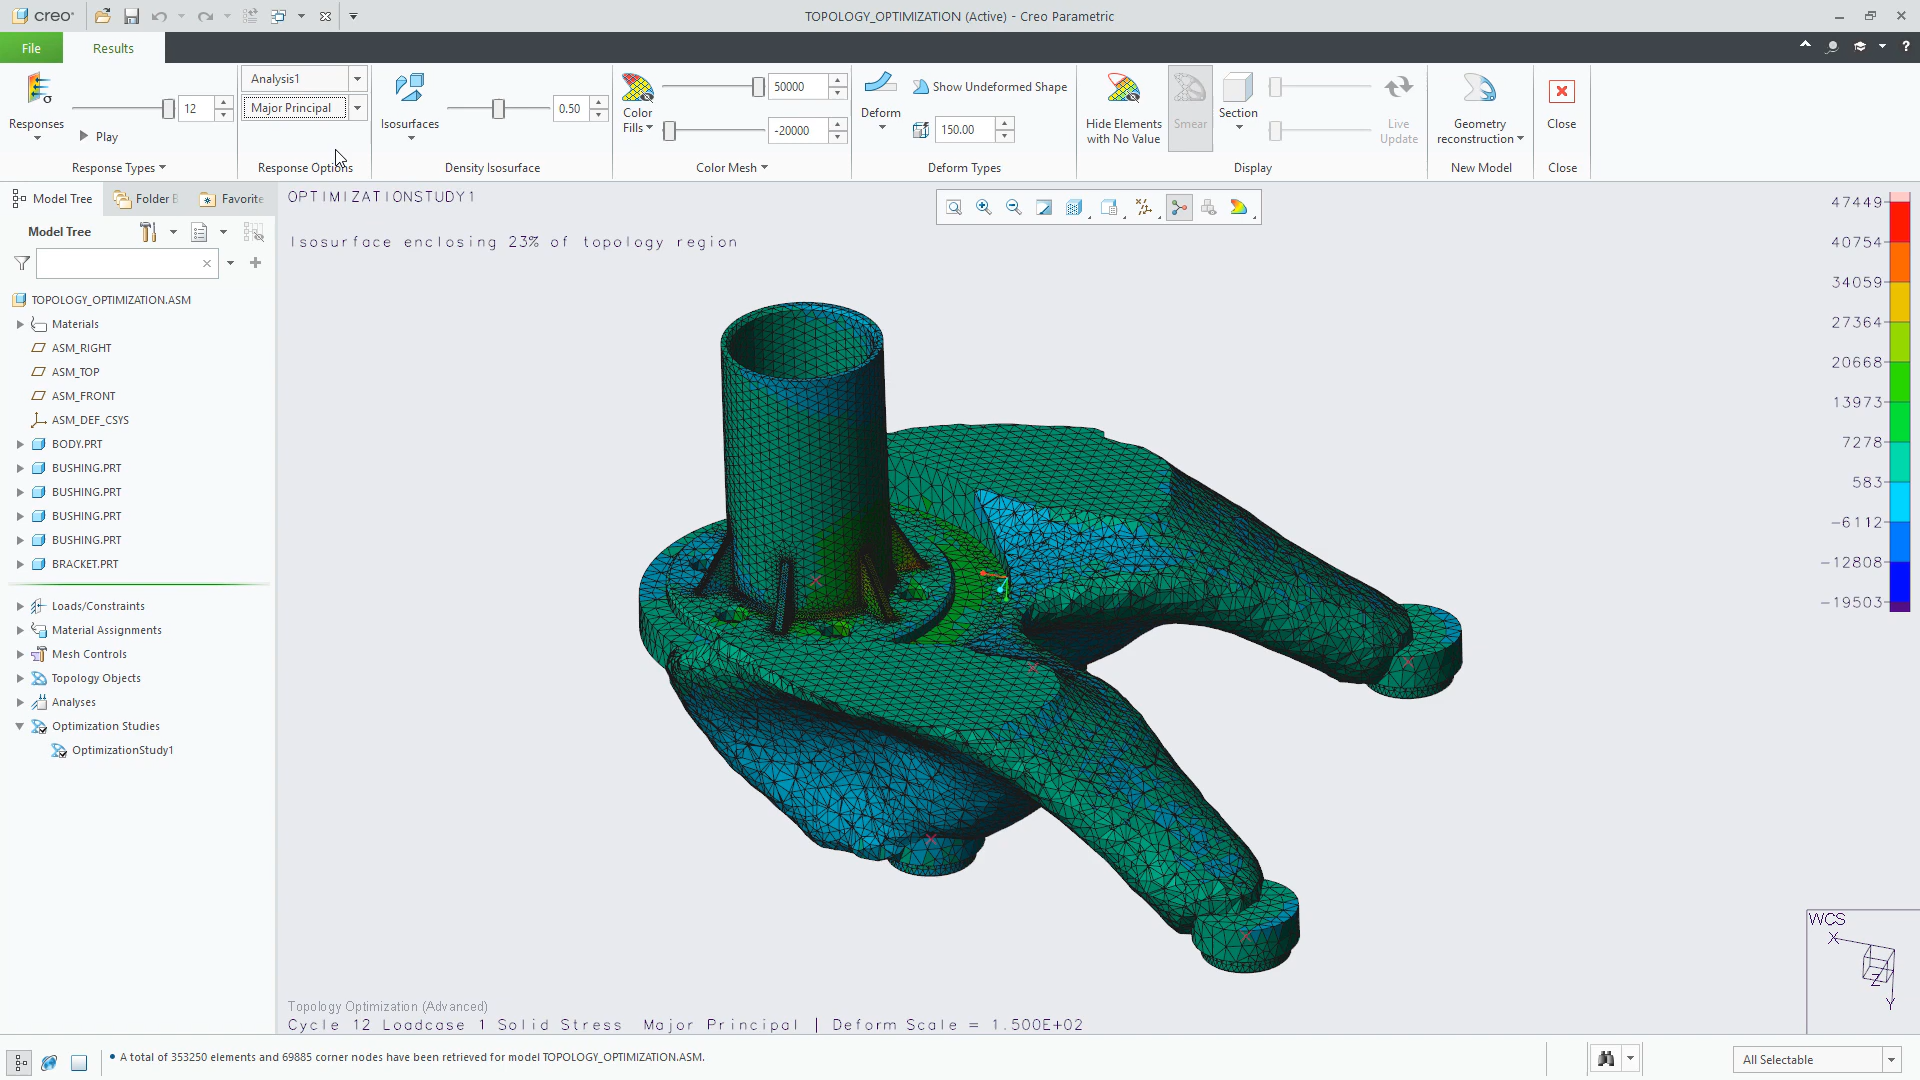 creo
TOPOLOGY_OPTIMIZATION (Active) - Creo Parametric
File
Results
?
Responses
12
Play
Response Types
Analysis1
Major Principal
Response Options
Isosurfaces
0.50
Density Isosurface
Color
Fills
50000
-20000
Color Mesh
Deform
Show Undeformed Shape
150.00
Deform Types
Hide Elements
with No Value
Smear
Section
Live
Update
Display
Geometry
reconstruction
New Model
Close
Close
Model Tree
Folder
Favorite
Model Tree
TOPOLOGY_OPTIMIZATION.ASM
Materials
ASM_RIGHT
ASM_TOP
ASM_FRONT
ASM_DEF_CSYS
BODY.PRT
BUSHING.PRT
BUSHING.PRT
BUSHING.PRT
BUSHING.PRT
BRACKET.PRT
Loads/Constraints
Material Assignments
Mesh Controls
Topology Objects
Analyses
Optimization Studies
OptimizationStudy1
OPTIMIZATIONSTUDY1
Isosurface enclosing 23% of topology region
47449
40754
34059
27364
20668
13973
7278
583
-6112
-12808
-19503
WCS
X
Z
Y
Topology Optimization (Advanced)
Cycle 12 Loadcase 1 Solid Stress  Major Principal | Deform Scale = 1.500E+02
• A total of 353250 elements and 69885 corner nodes have been retrieved for model TOPOLOGY_OPTIMIZATION.ASM.
All Selectable